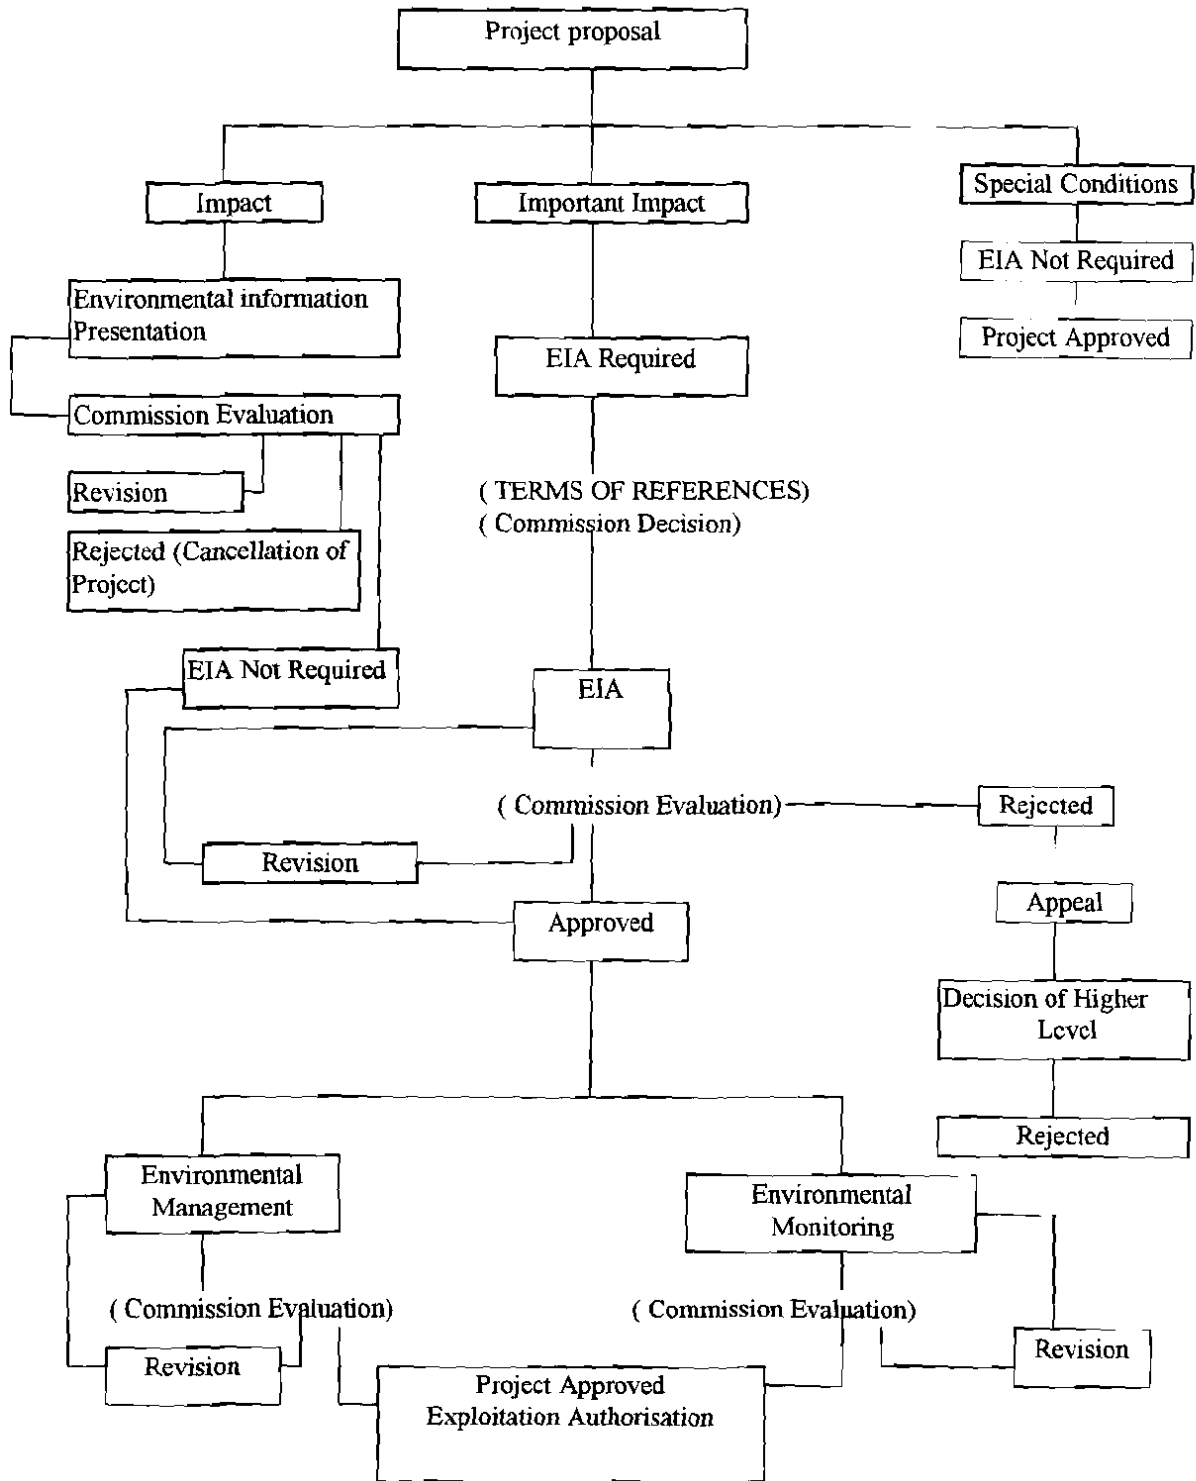 Project proposal
Impact
Important Impact
Special Conditions
EIA Not Required
Project Approved
Environmental information
Presentation
EIA Required
Commission Evaluation
Revision
( TERMS OF REFERENCES)
( Commission Decision)
Rejected (Cancellation of
Project)
EIA Not Required
EIA
( Commission Evaluation)
Rejected
Revision
Approved
Appeal
Decision of Higher
Level
Rejected
Environmental
Management
Environmental
Monitoring
( Commission Evaluation)
( Commission Evaluation)
Revision
Revision
Project Approved
Exploitation Authorisation